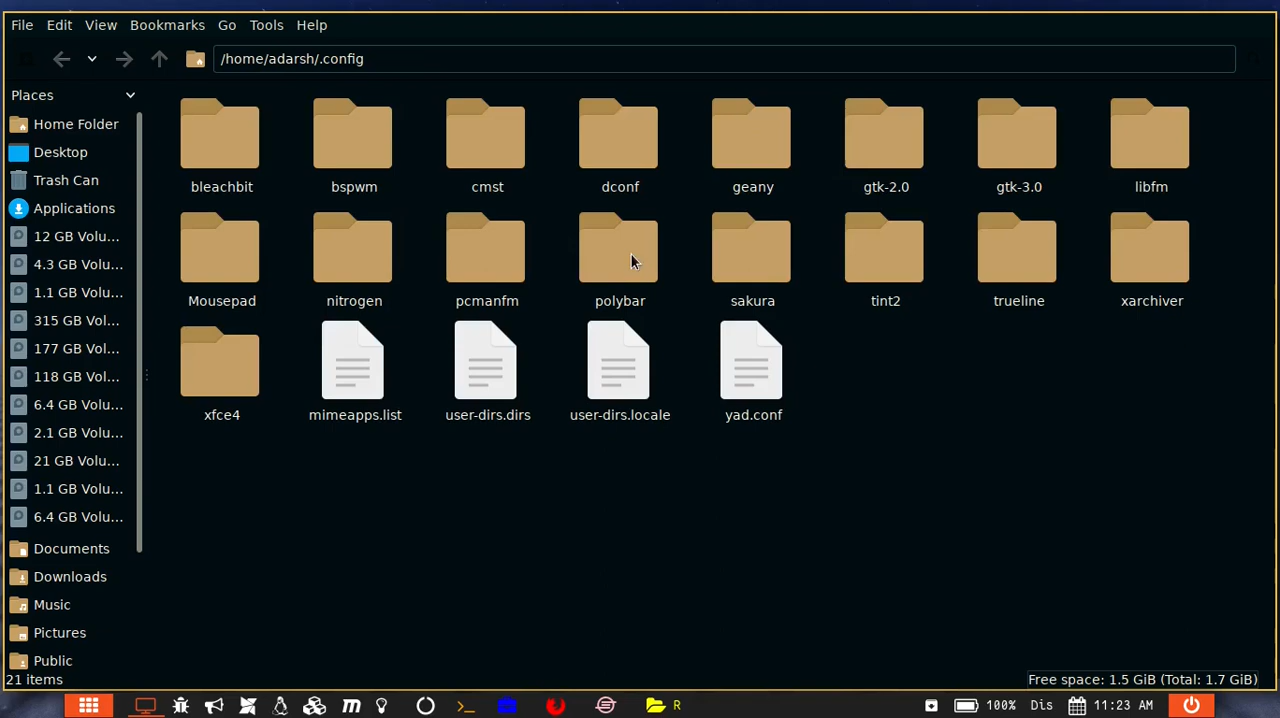 File Edit View Bookmarks Go Tools Help
/home/adarsh/.config
Places
Home Folder
Desktop
Trash Can
Applications
12 GB Volu...
4.3 GB Volu...
1.1 GB Volu...
315 GB Vol...
177 GB Vol...
118 GB Vol...
6.4 GB Volu...
2.1 GB Volu...
21 GB Volu...
1.1 GB Volu...
6.4 GB Volu...
Documents
Downloads
Music
Pictures
Public
bleachbit bspwm cmst dconf geany gtk-2.0 gtk-3.0 libfm
Mousepad nitrogen pcmanfm polybar sakura tint2 trueline xarchiver
xfce4 mimeapps.list user-dirs.dirs user-dirs.locale yad.conf
21 items Free space: 1.5 GiB (Total: 1.7 GiB)
R 100% Dis 11:23 AM